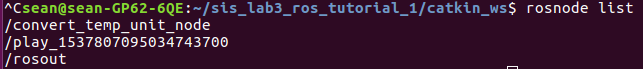 ^Csean@sean-GP62-6QE:~/sis_lab3_ros_tutorial_1/catkin_ws$ rosnode list
/convert_temp_unit_node
/play_1537807095034743700
/rosout